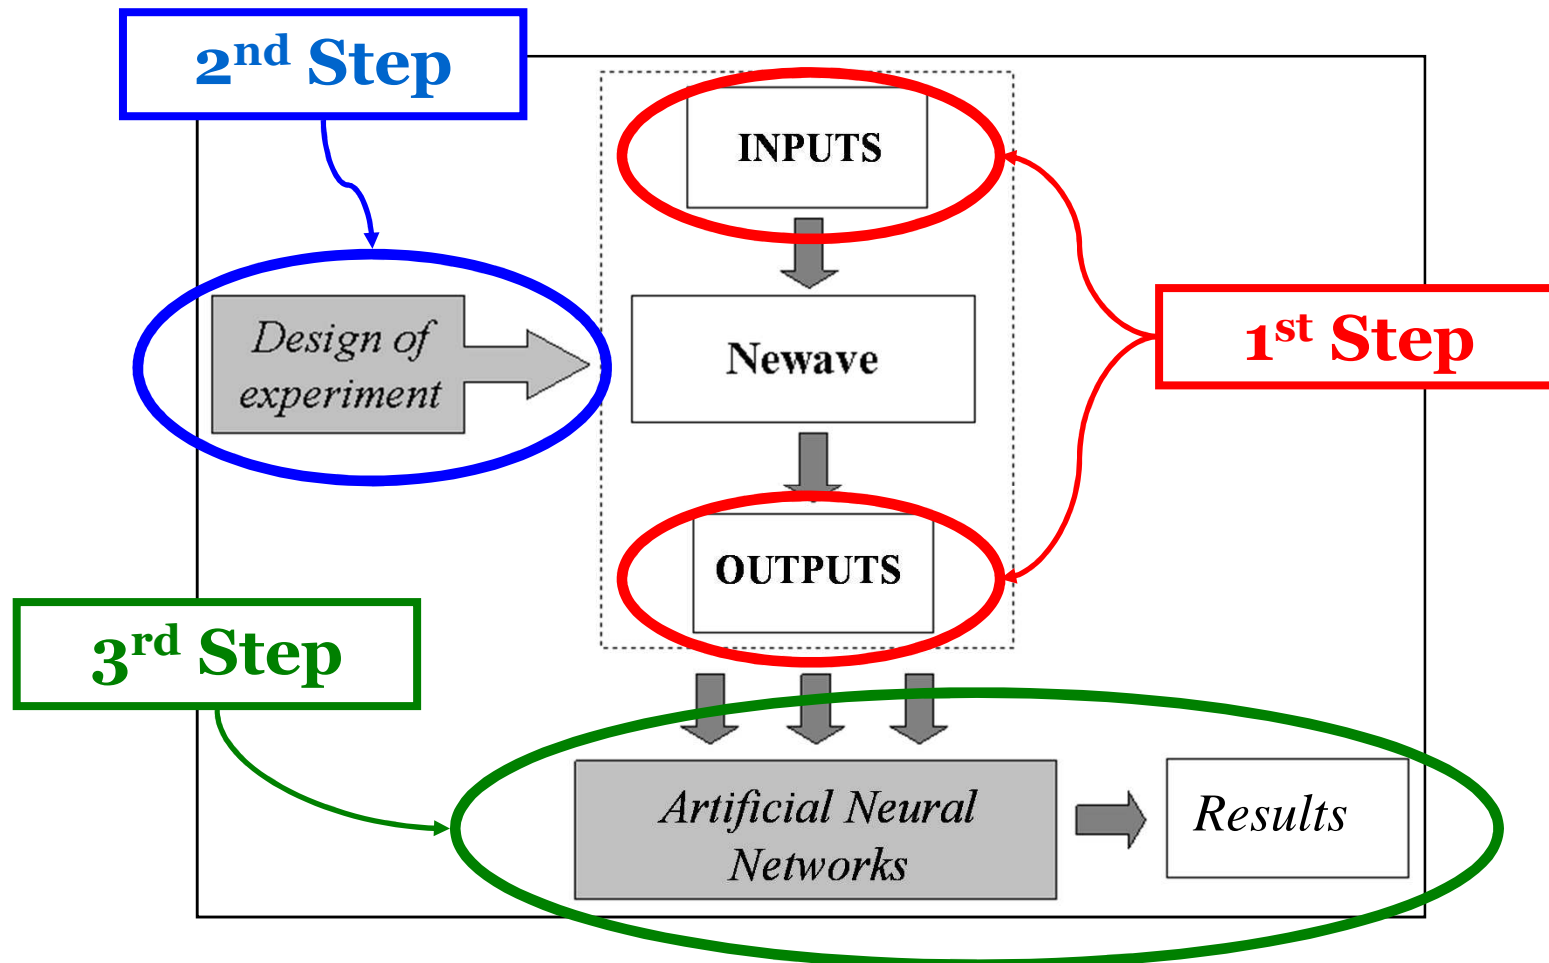 2nd Step
INPUTS
1st Step
Design of
experiment
Newave
OUTPUTS
3rd Step
Artificial Neural
Networks
Results